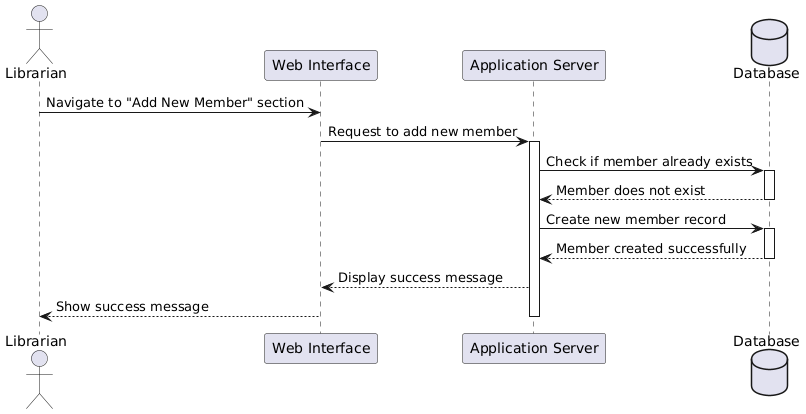 Librarian
Web Interface
Application Server
Database
Navigate to "Add New Member" section
Request to add new member
Check if member already exists
Member does not exist
Create new member record
Member created successfully
Display success message
Show success message
Librarian
Web Interface
Application Server
Database